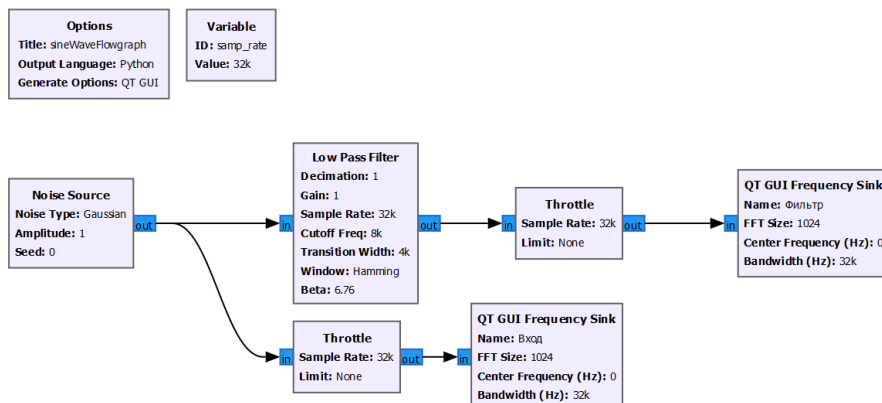 Options
Title: sineWaveFlowgraph
Output Language: Python
Generate Options: QT GUI
Variable
ID: samp_rate
Value: 32k
Noise Source
Noise Type: Gaussian
Amplitude: 1
Seed: 0
out
in
Low Pass Filter
Decimation: 1
Gain: 1
Sample Rate: 32k
Cutoff Freq: 8k
Transition Width: 4k
Window: Hamming
Beta: 6.76
out
in
Throttle
Sample Rate: 32k
Limit: None
out
in
QT GUI Frequency Sink
Name: Фильтр
FFT Size: 1024
Center Frequency (Hz): 0
Bandwidth (Hz): 32k
in
Throttle
Sample Rate: 32k
Limit: None
out
in
QT GUI Frequency Sink
Name: Вход
FFT Size: 1024
Center Frequency (Hz): 0
Bandwidth (Hz): 32k